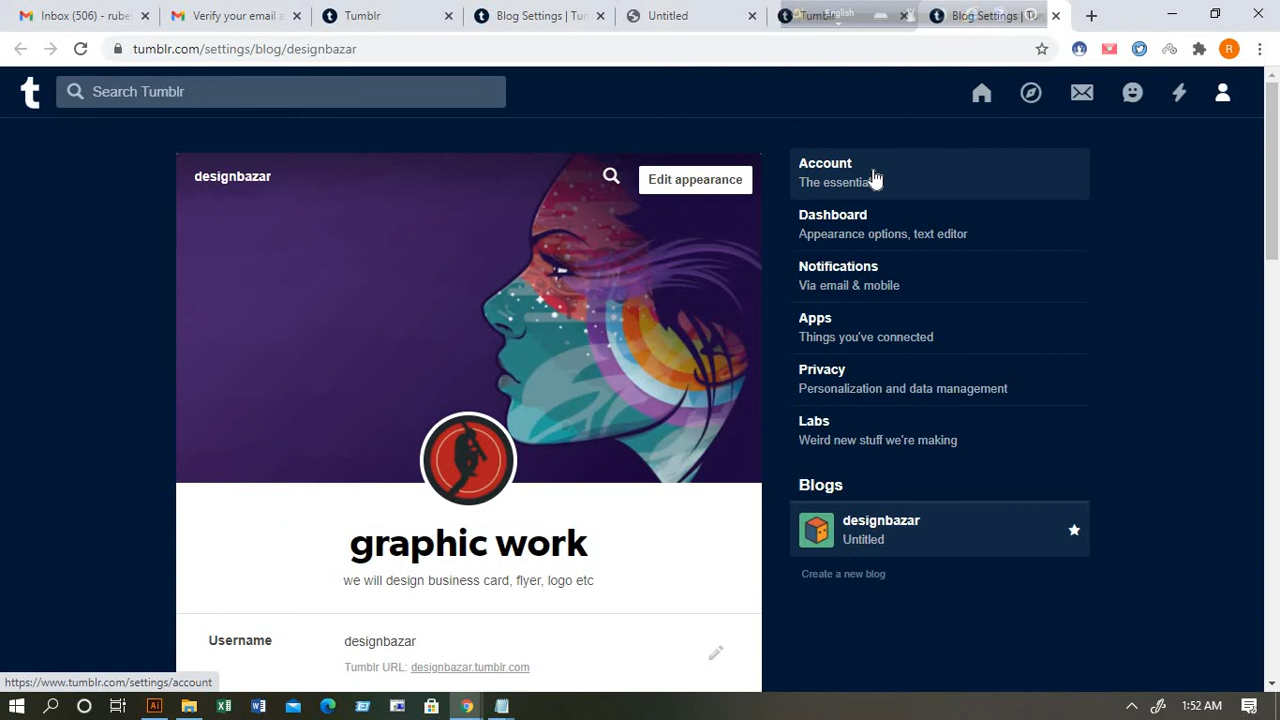 Inbox (506) - rube
Verify your email a
Tumblr
Blog Settings | Tum
Untitled
Tumblr
English
Blog Settings | Tum
tumblr.com/settings/blog/designbazar
R
t
Search Tumblr
designbazar
Edit appearance
Account
The essentia
Dashboard
Appearance options, text editor
Notifications
Via email & mobile
Apps
Things you've connected
Privacy
Personalization and data management
Labs
Weird new stuff we're making
Blogs
designbazar
Untitled
Create a new blog
graphic work
we will design business card, flyer, logo etc
Username
designbazar
Tumblr URL: designbazar.tumblr.com
https://www.tumblr.com/settings/account
1:52 AM